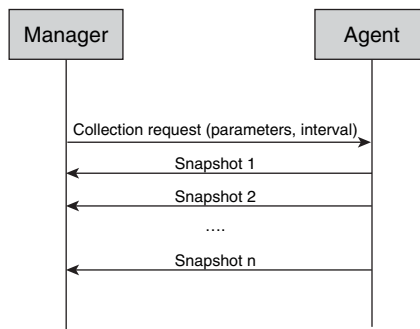 Manager
Agent
Collection request (parameters, interval)
Snapshot 1
Snapshot 2
....
Snapshot n